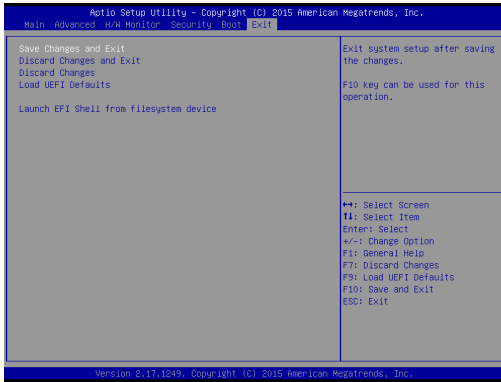 Aptio Setup Utility – Copyright (C) 2015 American Megatrends, Inc.
Main Advanced H/W Monitor Security Boot Exit
Save Changes and Exit
Discard Changes and Exit
Discard Changes
Load UEFI Defaults
Launch EFI Shell from filesystem device
Exit system setup after saving
the changes.
F10 key can be used for this
operation.
↔: Select Screen
↑↓: Select Item
Enter: Select
+/-: Change Option
F1: General Help
F7: Discard Changes
F9: Load UEFI Defaults
F10: Save and Exit
ESC: Exit
Version 2.17.1249. Copyright (C) 2015 American Megatrends, Inc.